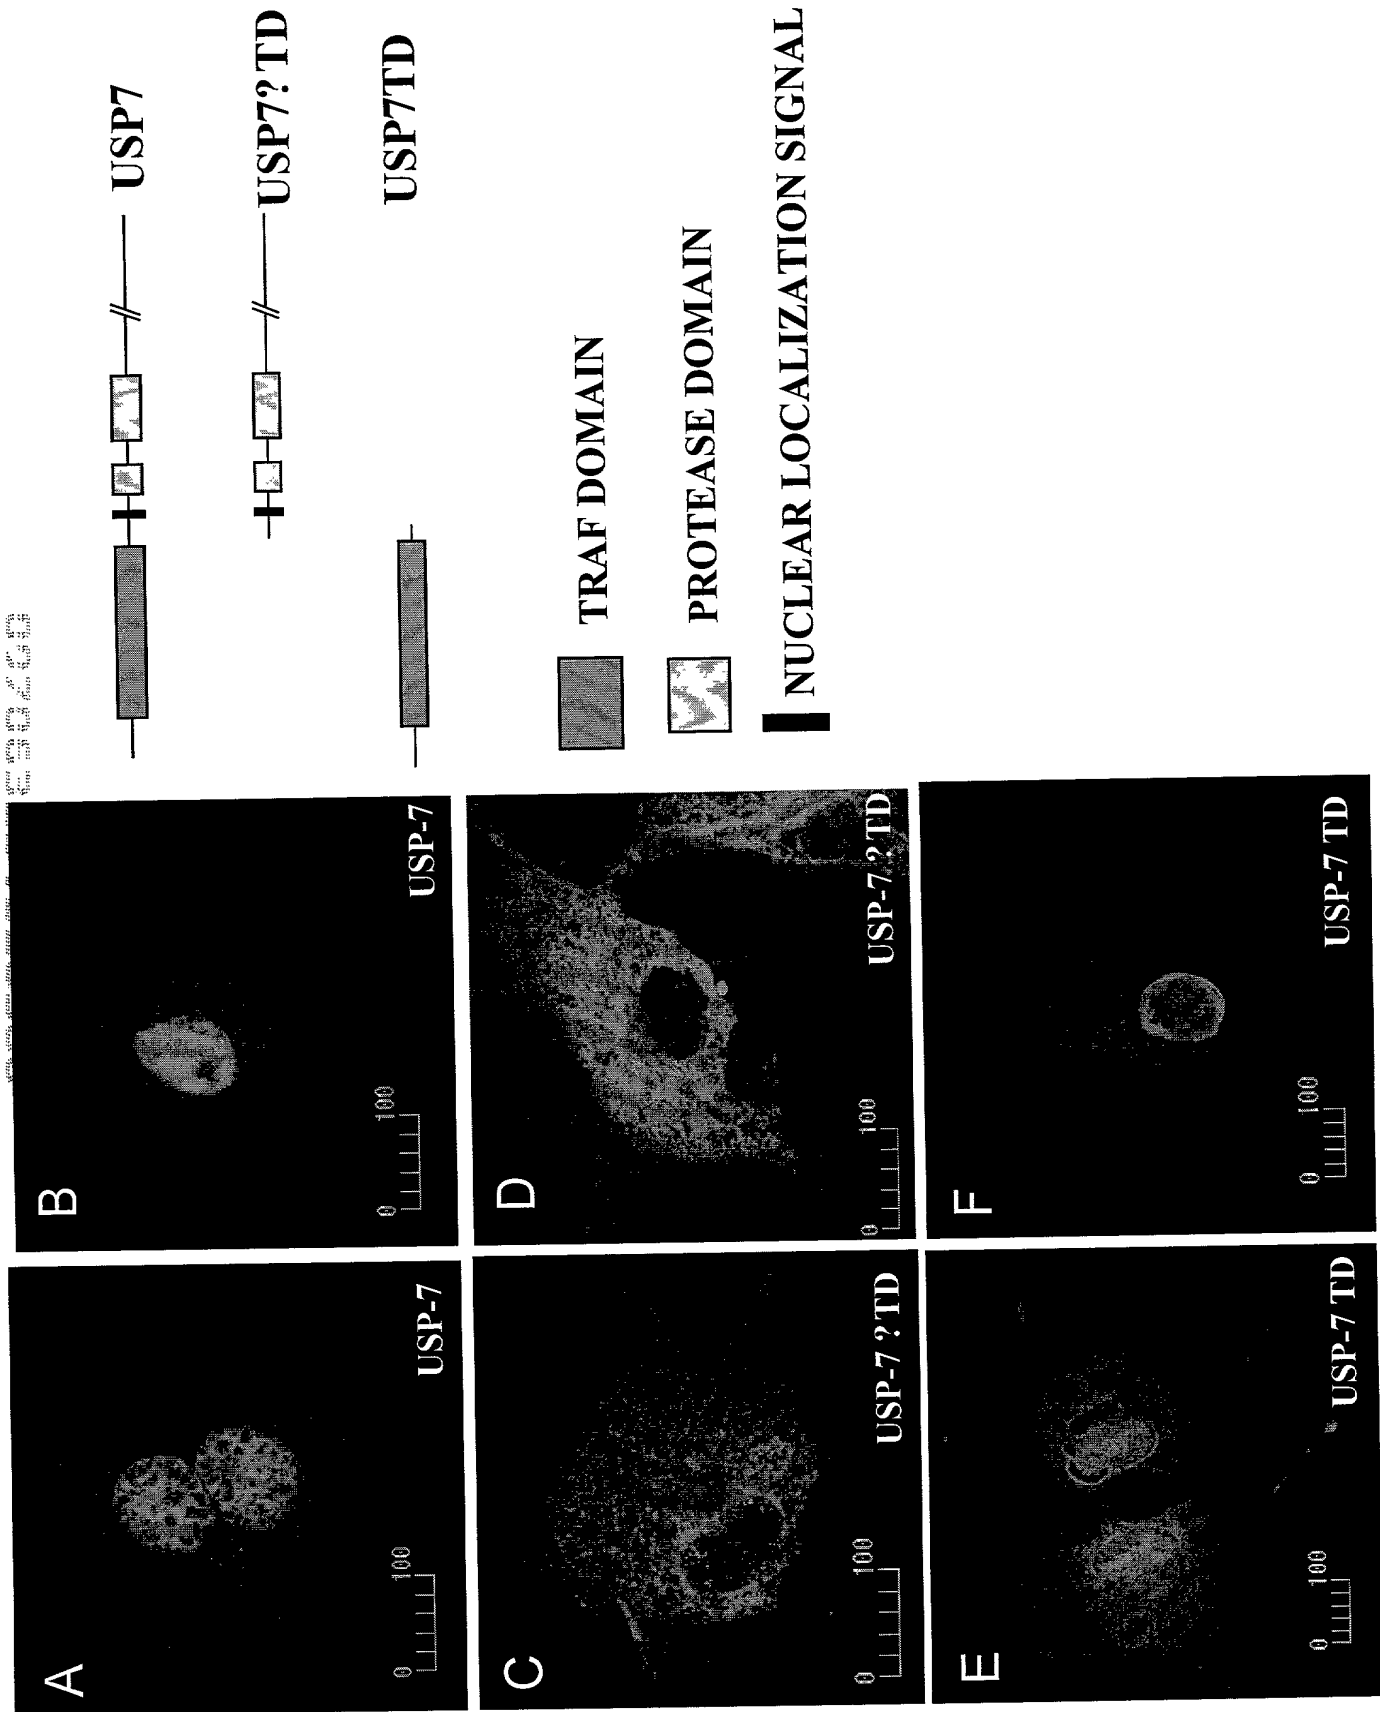 A
0 100
USP-7
B
0 100
USP-7
C
0 100
USP-7 ? TD
D
0 100
USP-7 ? TD
E
0 100
USP-7 TD
F
0 100
USP-7 TD
USP7
USP7? TD
USP7TD
TRAF DOMAIN
PROTEASE DOMAIN
NUCLEAR LOCALIZATION SIGNAL